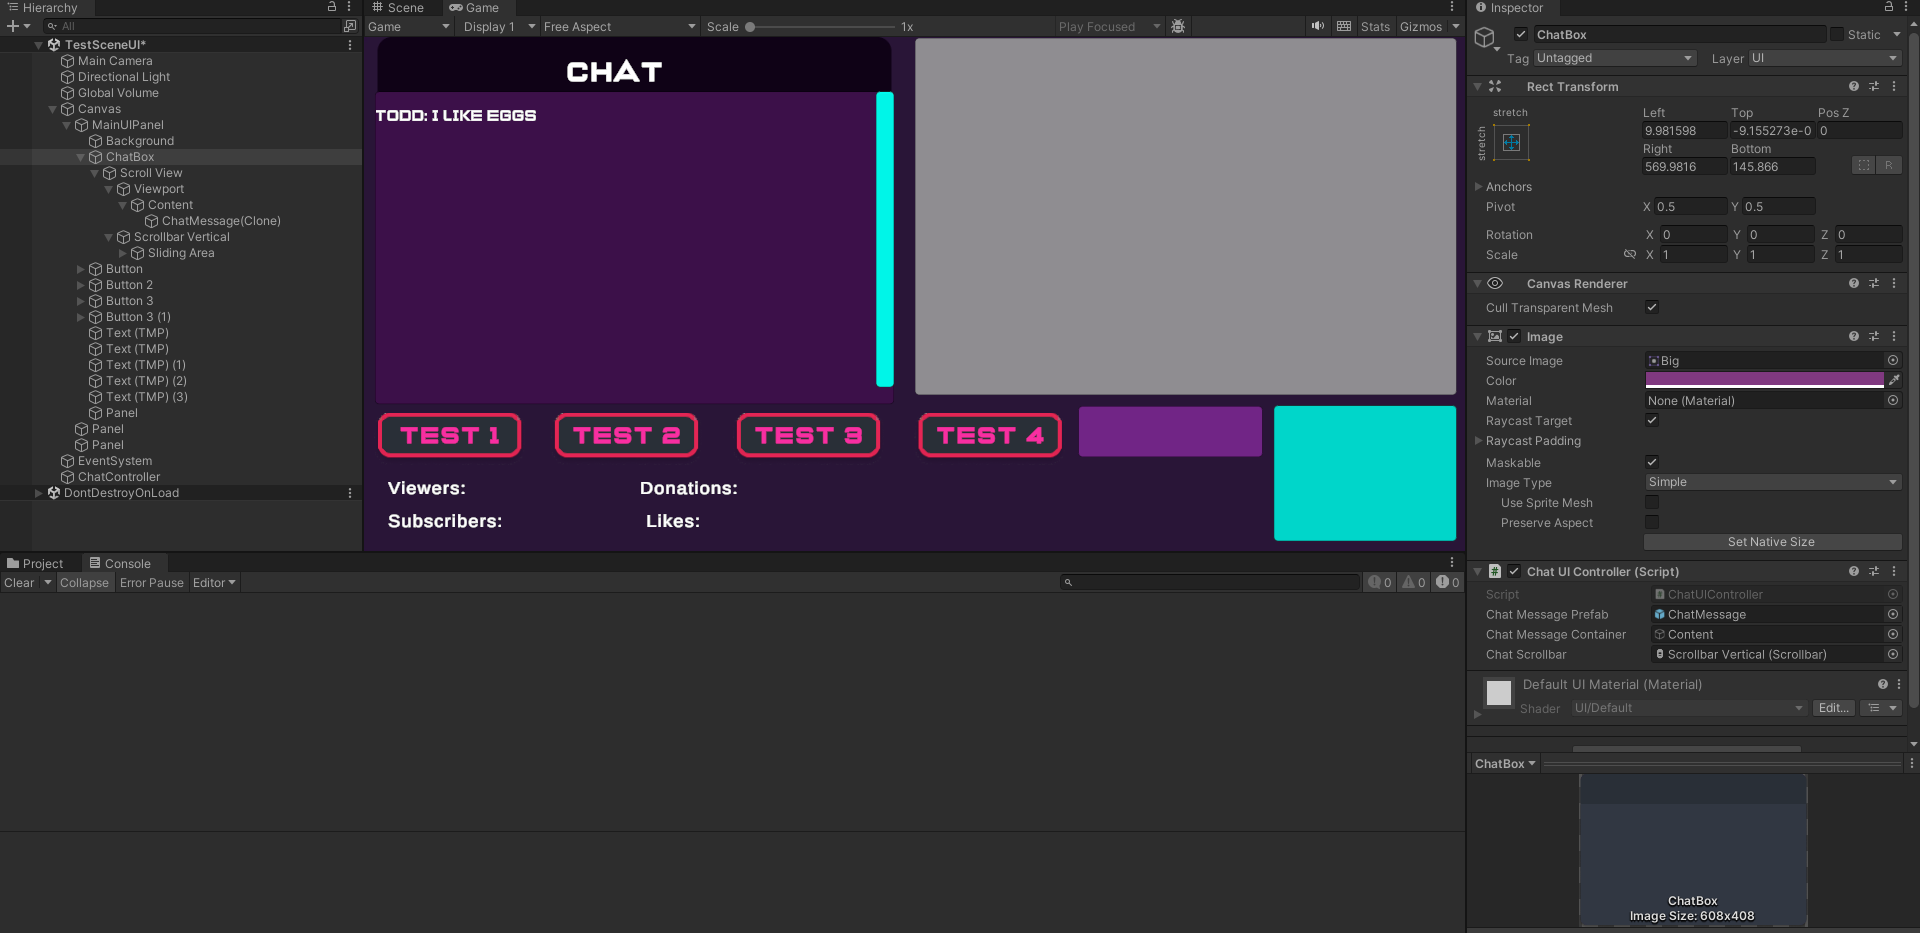 Hierarchy
All
TestSceneUI*
Main Camera
Directional Light
Global Volume
Canvas
MainUIPanel
Background
ChatBox
Scroll View
Viewport
Content
ChatMessage(Clone)
Scrollbar Vertical
Sliding Area
Button
Button 2
Button 3
Button 3 (1)
Text (TMP)
Text (TMP)
Text (TMP) (1)
Text (TMP) (2)
Text (TMP) (3)
Panel
Panel
Panel
EventSystem
ChatController
DontDestroyOnLoad
Scene Game
Game Display 1 Free Aspect Scale 1x Play Focused Stats Gizmos
CHAT
TODD: I LIKE EGGS
TEST 1 TEST 2 TEST 3 TEST 4
Viewers: Donations:
Subscribers: Likes:
Project Console
Clear Collapse Error Pause Editor 0 0 0
Inspector
ChatBox Static
Tag Untagged Layer UI
Rect Transform
stretch Left Top Pos Z
stretch 9.981598 -9.155273e-0 0
Right Bottom
569.9816 145.866 R
Anchors
Pivot X 0.5 Y 0.5
Rotation X 0 Y 0 Z 0
Scale X 1 Y 1 Z 1
Canvas Renderer
Cull Transparent Mesh
Image
Source Image Big
Color
Material None (Material)
Raycast Target
Raycast Padding
Maskable
Image Type Simple
Use Sprite Mesh
Preserve Aspect
Set Native Size
# Chat UI Controller (Script)
Script ChatUIController
Chat Message Prefab ChatMessage
Chat Message Container Content
Chat Scrollbar Scrollbar Vertical (Scrollbar)
Default UI Material (Material)
Shader UI/Default Edit...
ChatBox
ChatBox
Image Size: 608x408